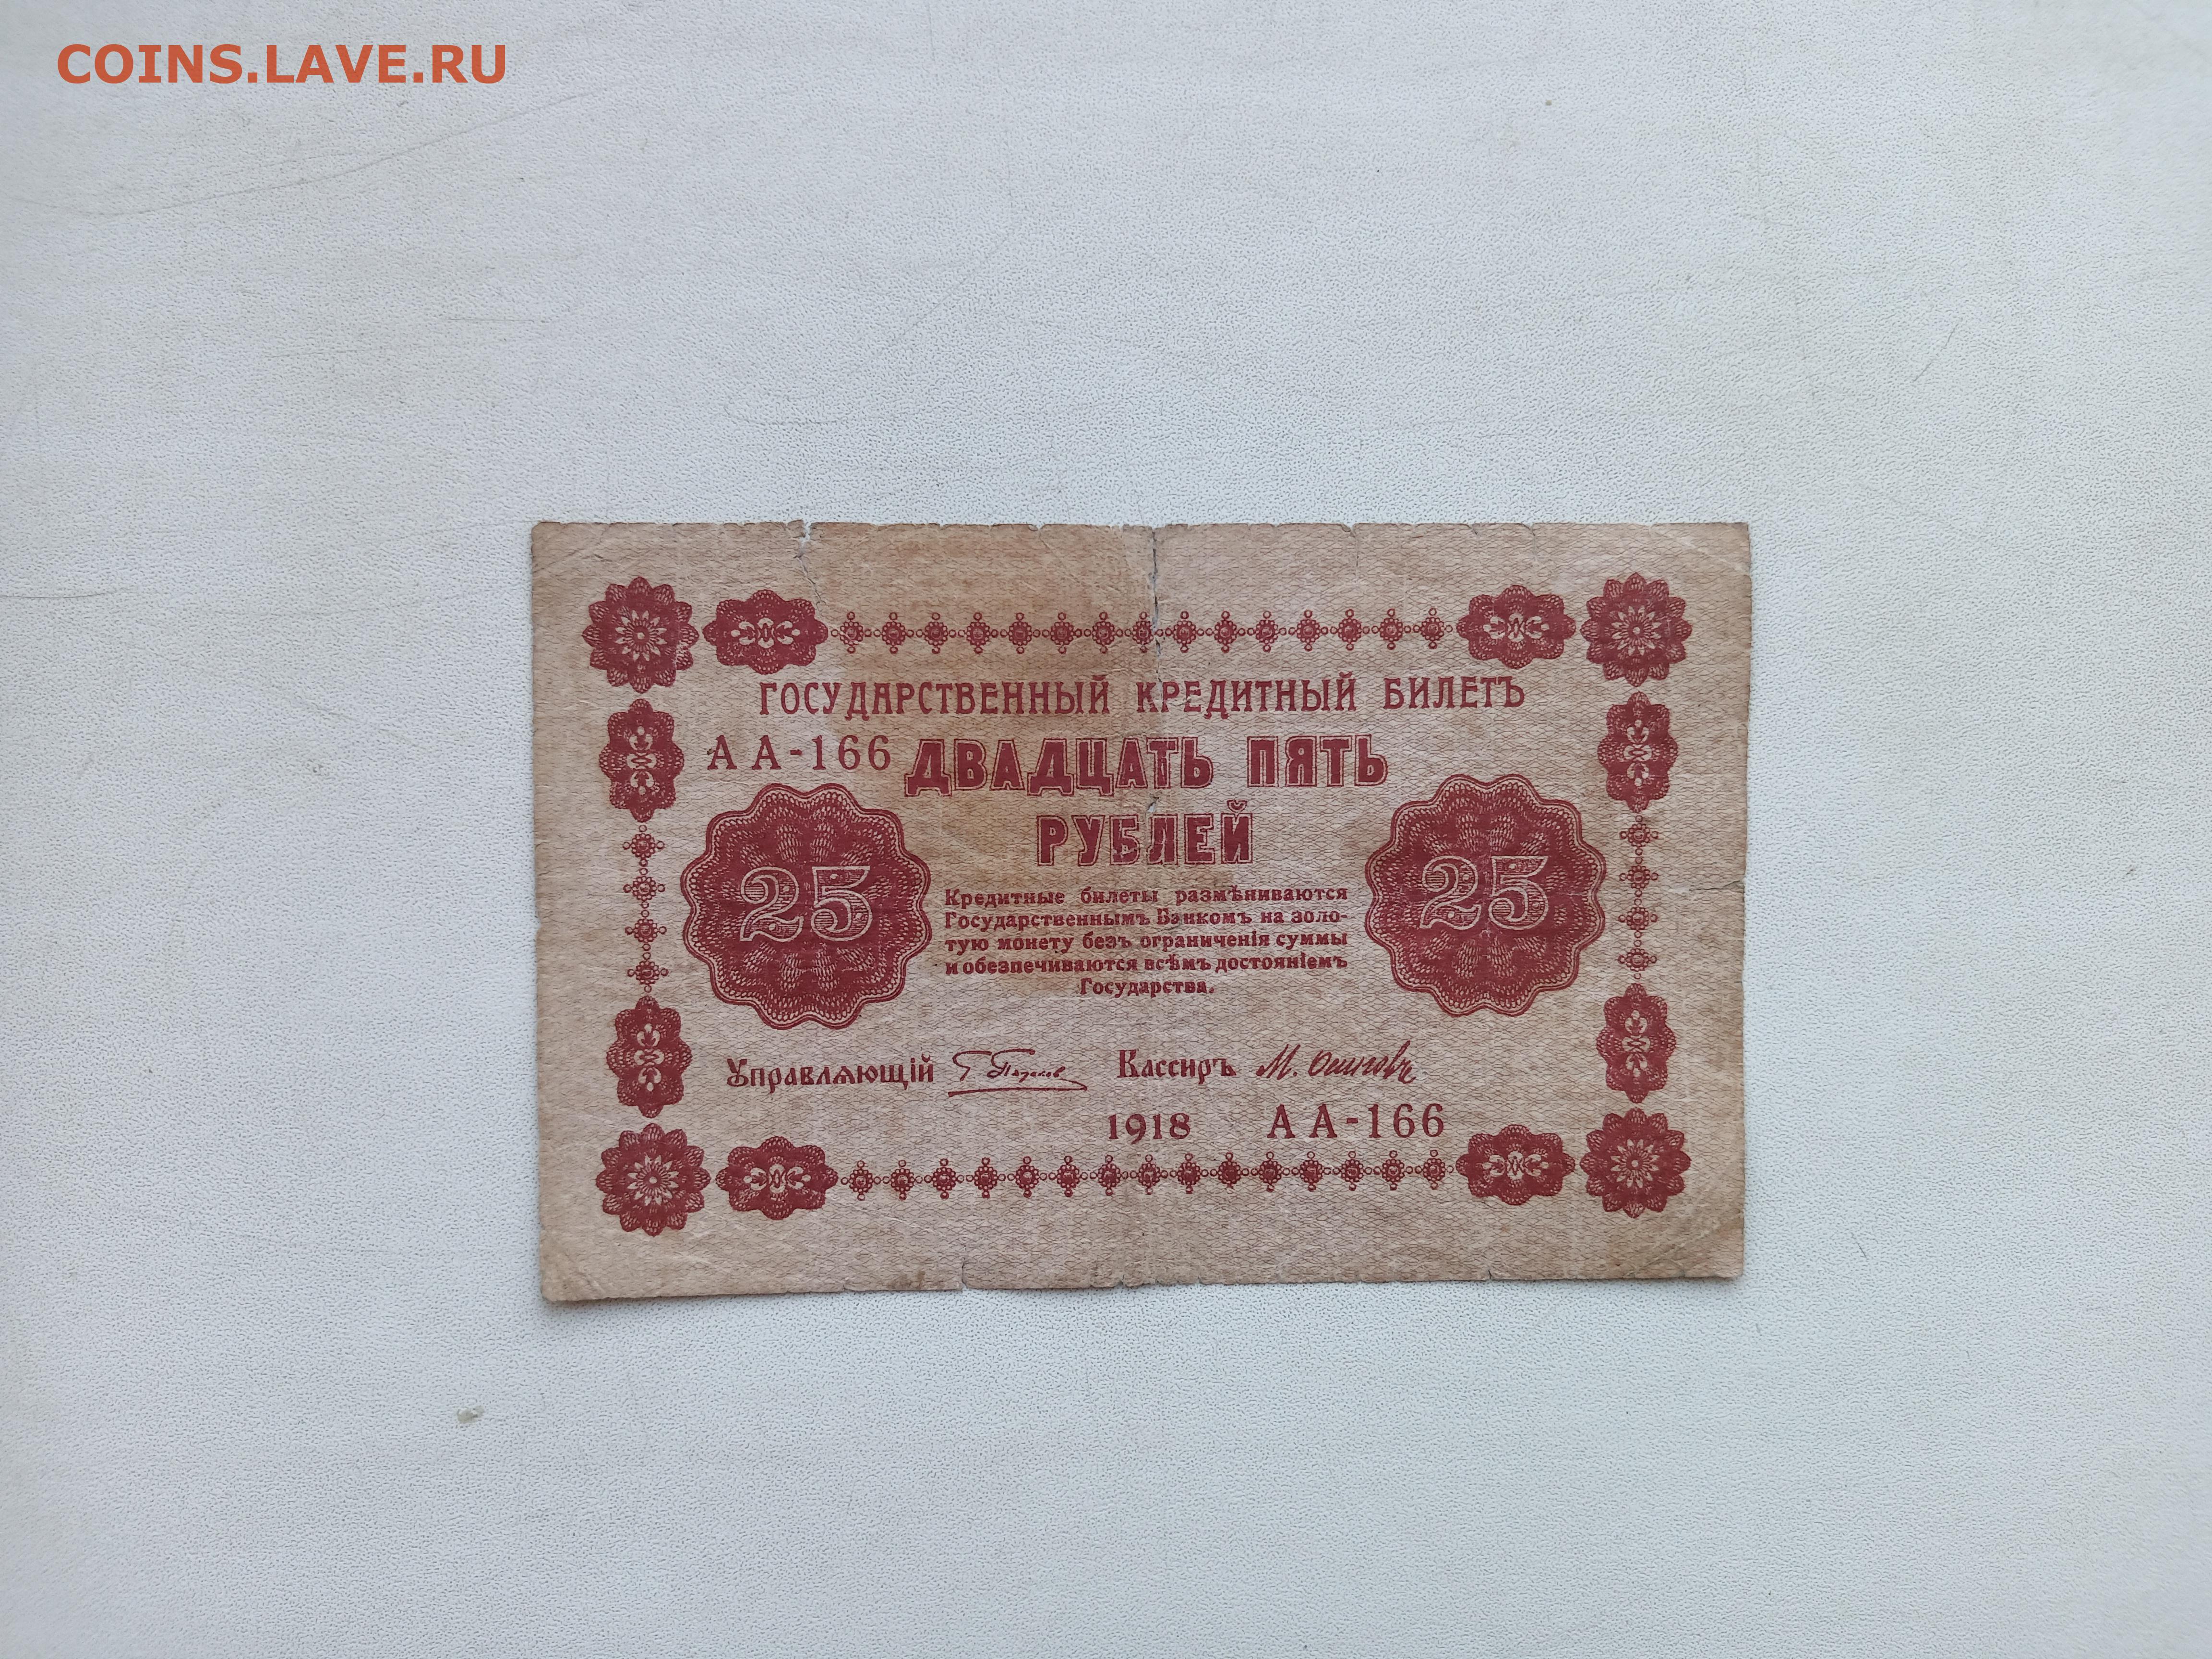 COINS.LAVE.RU
ГОСУДАРСТВЕННЫЙ КРЕДИТНЫЙ БИЛЕТЪ
АА-166
ДВАДЦАТЬ ПЯТЬ
РУБЛЕЙ
25
25
Кредитные билеты размѣниваются
Государственнымъ Банкомъ на золо-
тую монету безъ ограниченія суммы
и обезпечиваются всѣмъ достояніемъ
Государства.
Управляющій Кассиръ М. Осиповъ
1918 АА-166